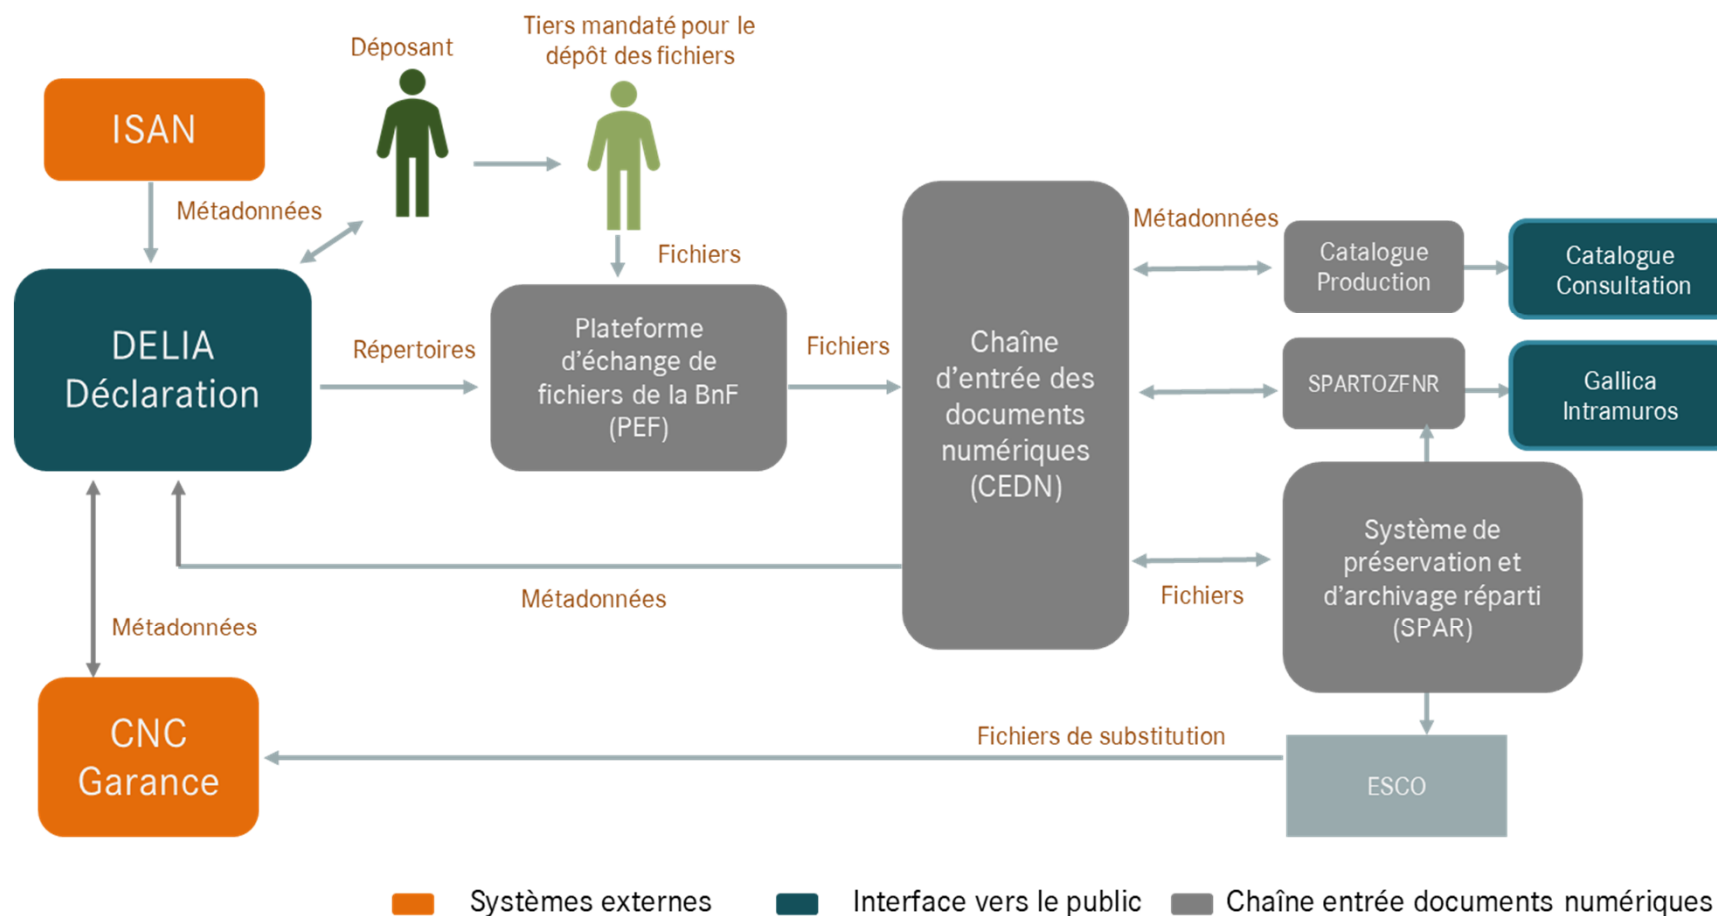 Tiers mandaté pour le
dépôt des fichiers
Déposant
ISAN
Métadonnées
Fichiers
Métadonnées
Catalogue
Production
Catalogue
Consultation
DELIA
Déclaration
Répertoires
Plateforme
d'échange de
fichiers de la BnF
(PEF)
Fichiers
Chaîne
d'entrée des
documents
numériques
(CEDN)
SPARTOZFNR
Gallica
Intramuros
Système de
préservation et
d'archivage réparti
(SPAR)
Fichiers
Métadonnées
Métadonnées
CNC
Garance
Fichiers de substitution
ESCO
Systèmes externes
Interface vers le public
Chaîne entrée documents numériques